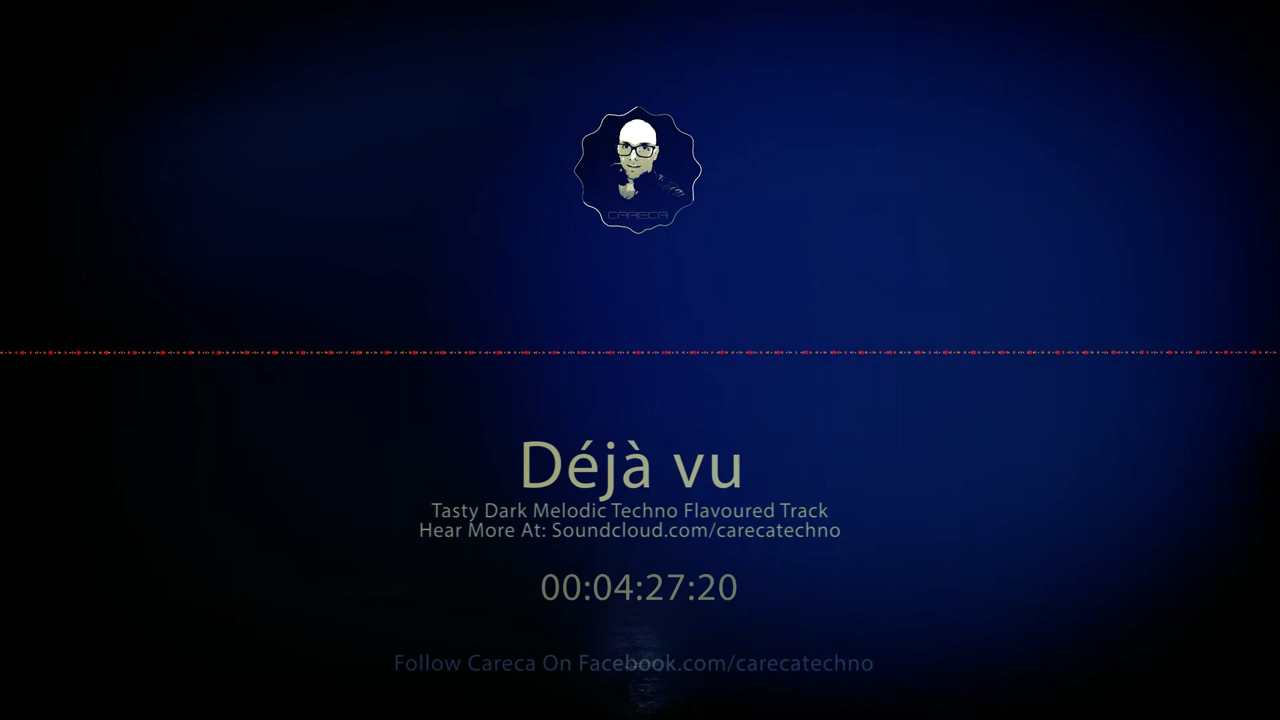 CARECA
Déjà vu
Tasty Dark Melodic Techno Flavoured Track
Hear More At: Soundcloud.com/carecatechno
00:04:27:20
Follow Careca On Facebook.com/carecatechno